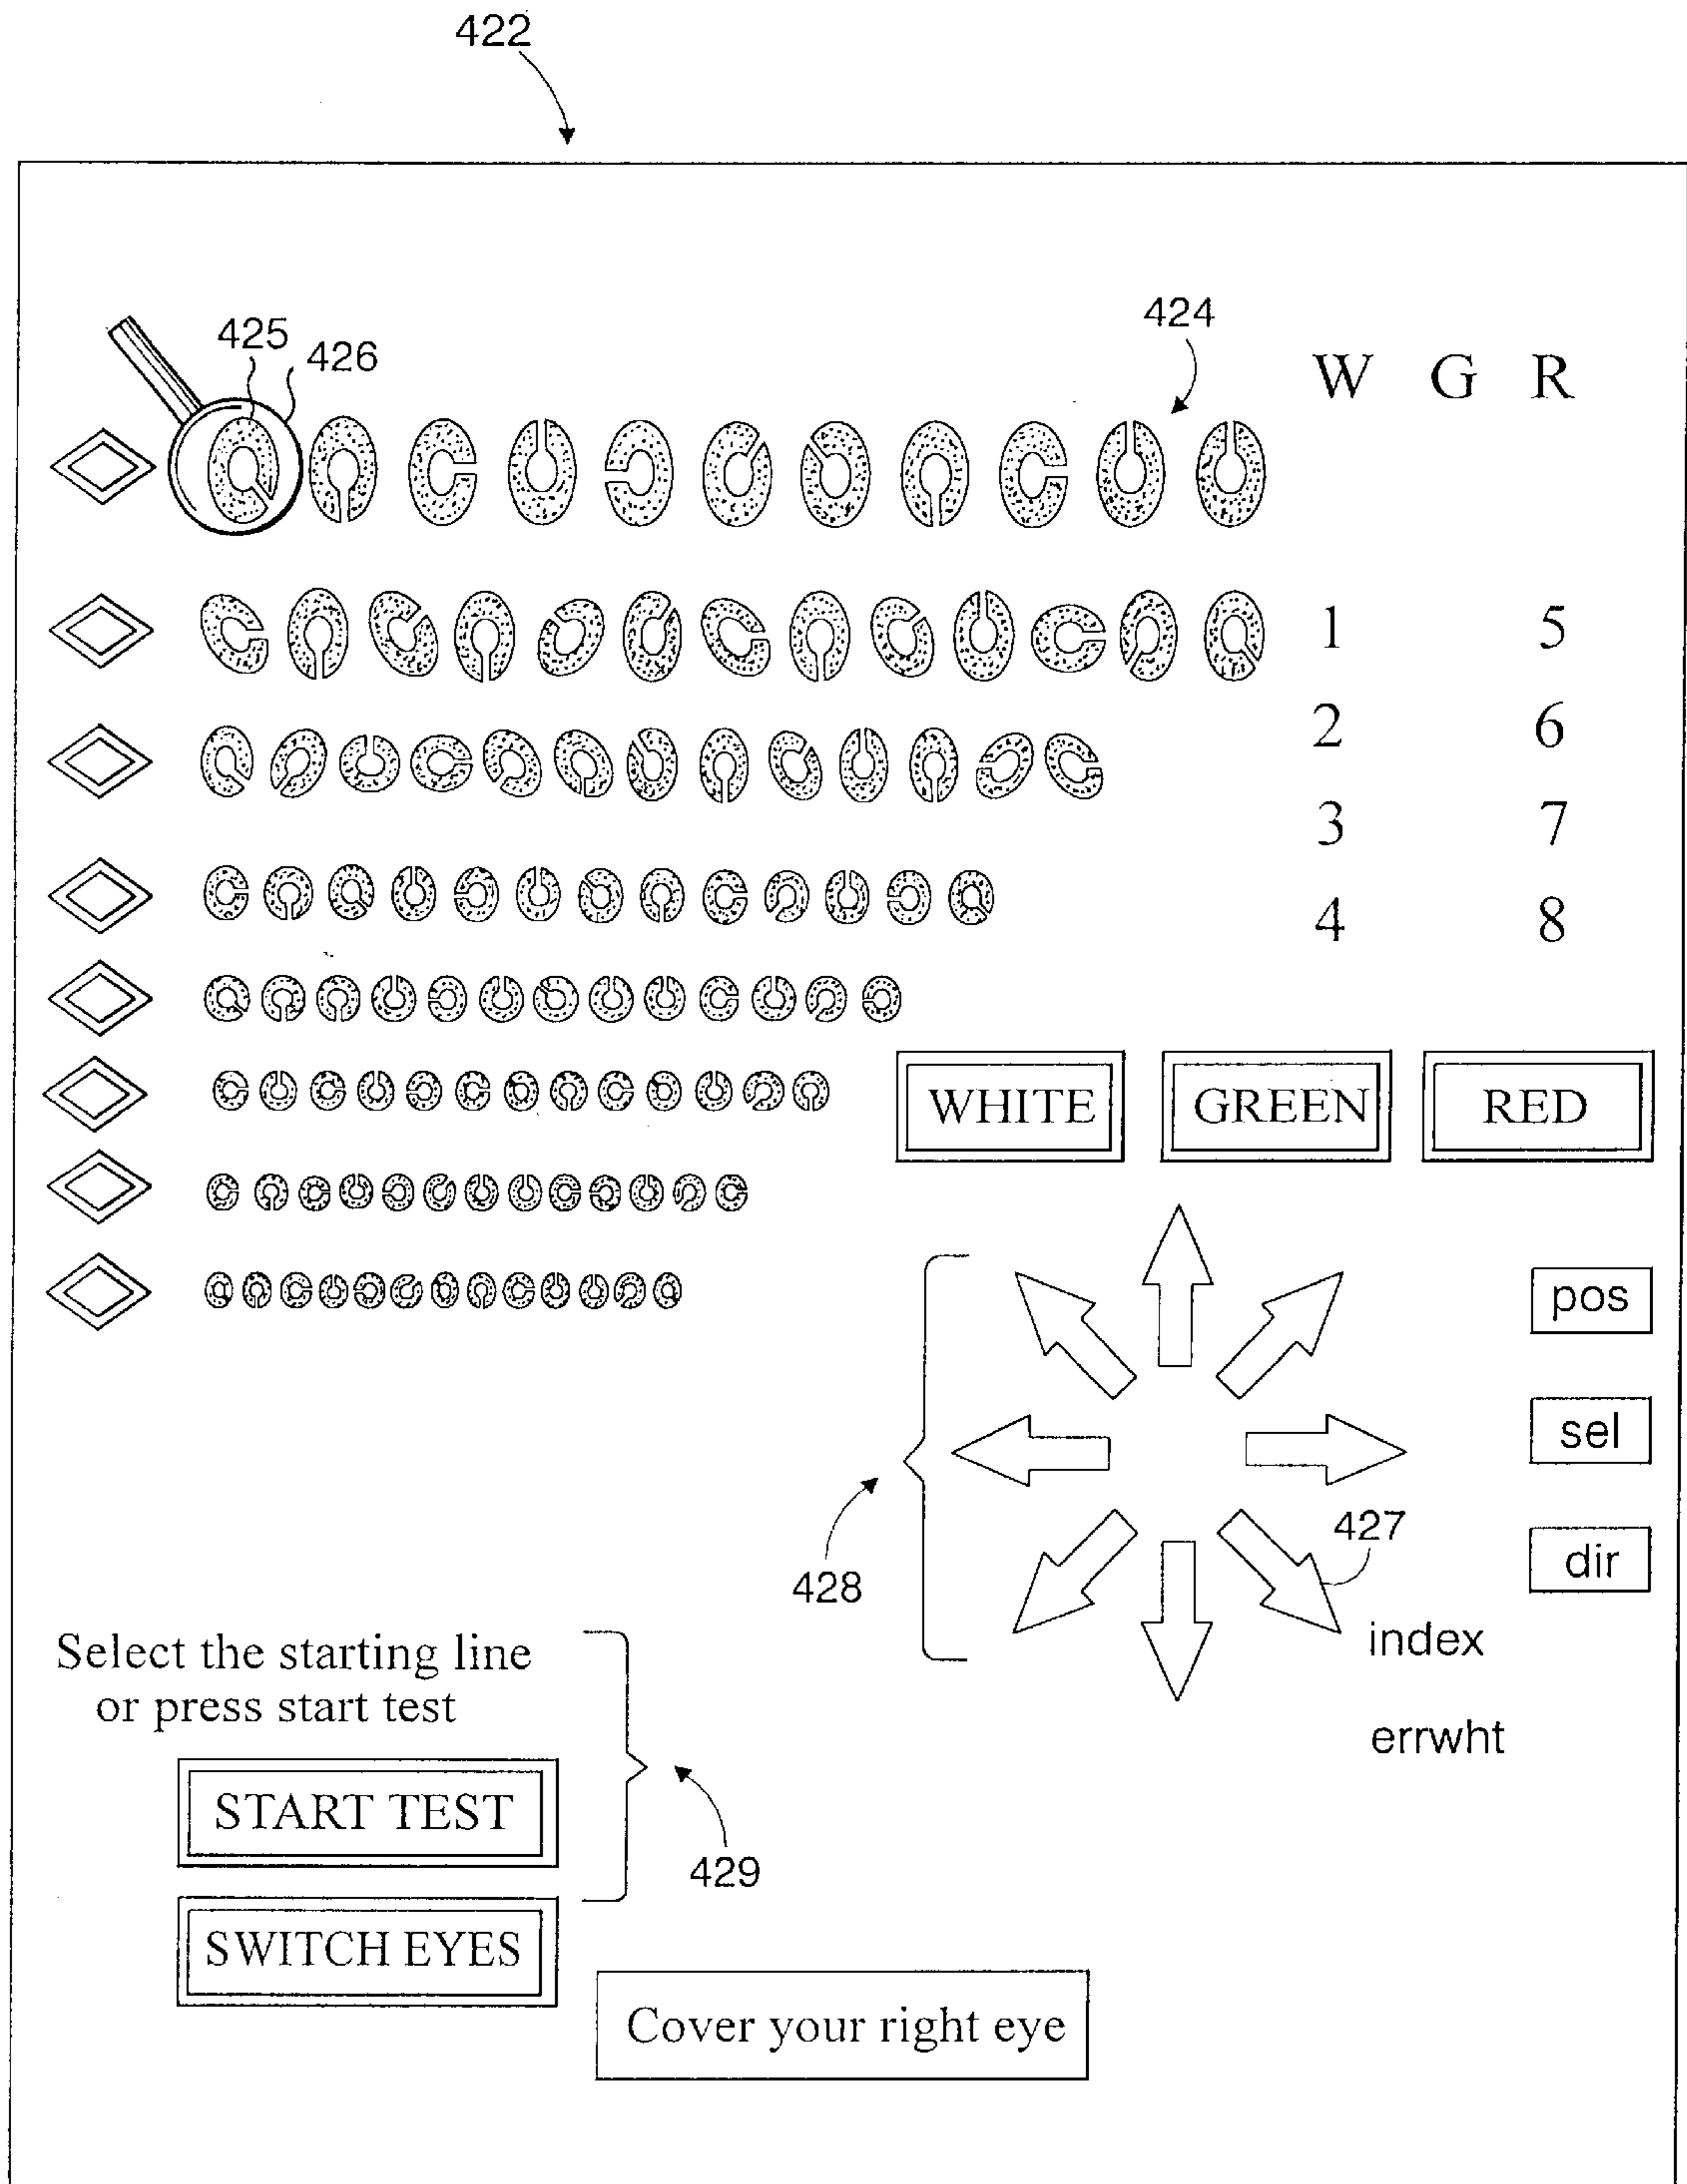 422
425
426
424
W G R
1 5
2 6
3 7
4 8
WHITE GREEN RED
pos
sel
428
427
dir
index
errwht
Select the starting line
or press start test
START TEST
429
SWITCH EYES
Cover your right eye